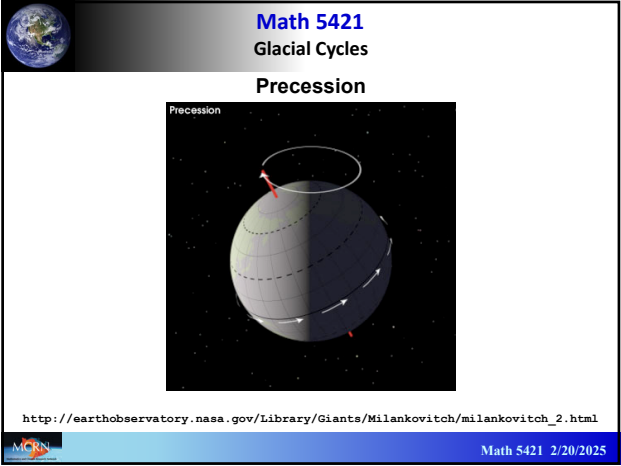 Math 5421
Glacial Cycles
Precession
Precession
http://earthobservatory.nasa.gov/Library/Giants/Milankovitch/milankovitch_2.html
MCRN
Math 5421 2/20/2025